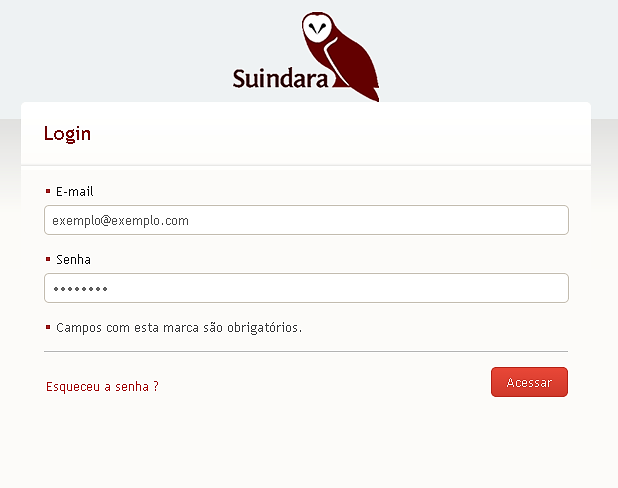 Suindara
Login
E-mail
exemplo@exemplo.com
Senha
••••••••
Campos com esta marca são obrigatórios.
Esqueceu a senha ?
Acessar